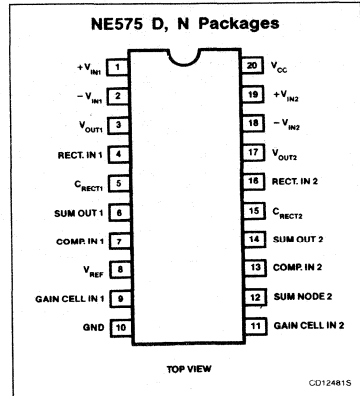 NE575 D, N Packages
+VIN1 1 20 VCC
−VIN1 2 19 +VIN2
VOUT1 3 18 −VIN2
RECT. IN 1 4 17 VOUT2
CRECT1 5 16 RECT. IN 2
SUM OUT 1 6 15 CRECT2
COMP. IN 1 7 14 SUM OUT 2
VREF 8 13 COMP. IN 2
GAIN CELL IN 1 9 12 SUM NODE 2
GND 10 11 GAIN CELL IN 2
TOP VIEW
CD12481S